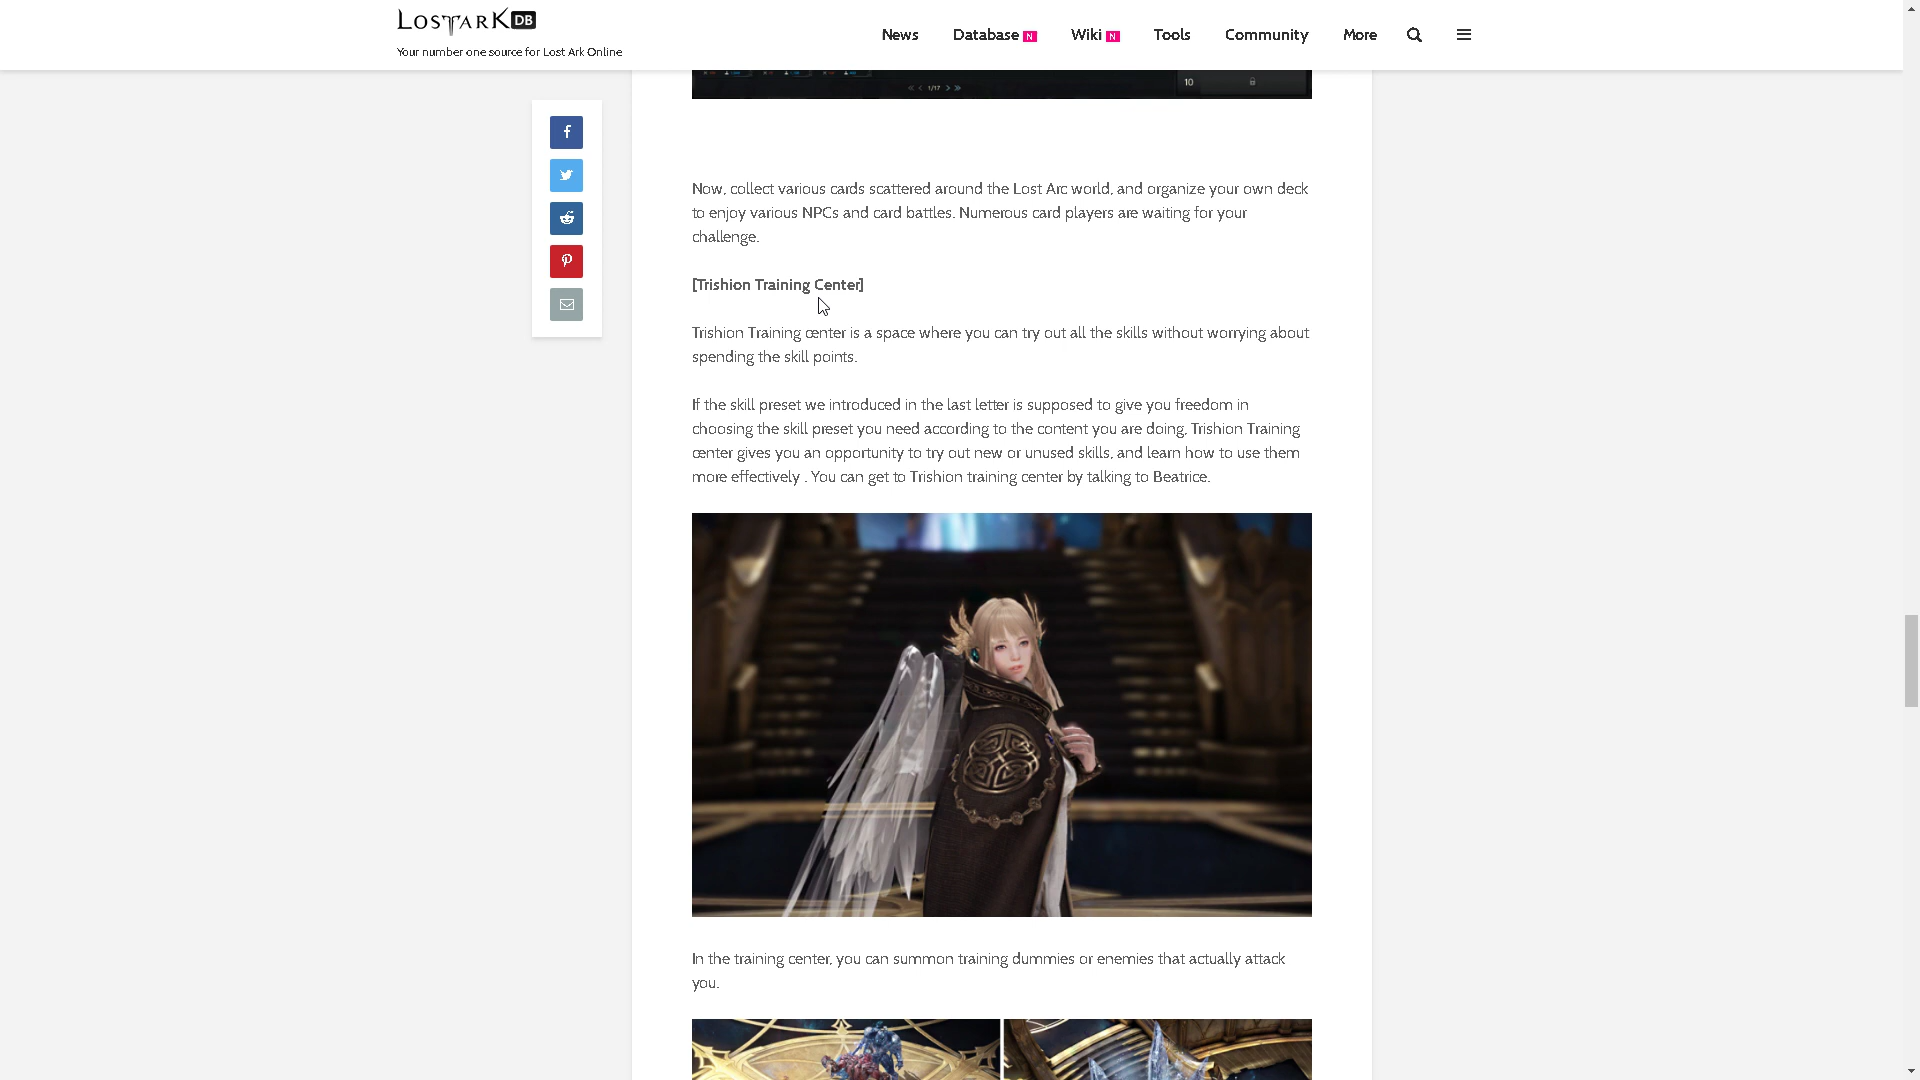 LOSTARK DB
Your number one source for Lost Ark Online
News Database N Wiki N Tools Community More
10
1/17
Now, collect various cards scattered around the Lost Arc world, and organize your own deck
to enjoy various NPCs and card battles. Numerous card players are waiting for your
challenge.
[Trishion Training Center]
Trishion Training center is a space where you can try out all the skills without worrying about
spending the skill points.
If the skill preset we introduced in the last letter is supposed to give you freedom in
choosing the skill preset you need according to the content you are doing, Trishion Training
center gives you an opportunity to try out new or unused skills, and learn how to use them
more effectively . You can get to Trishion training center by talking to Beatrice.
In the training center, you can summon training dummies or enemies that actually attack
you.